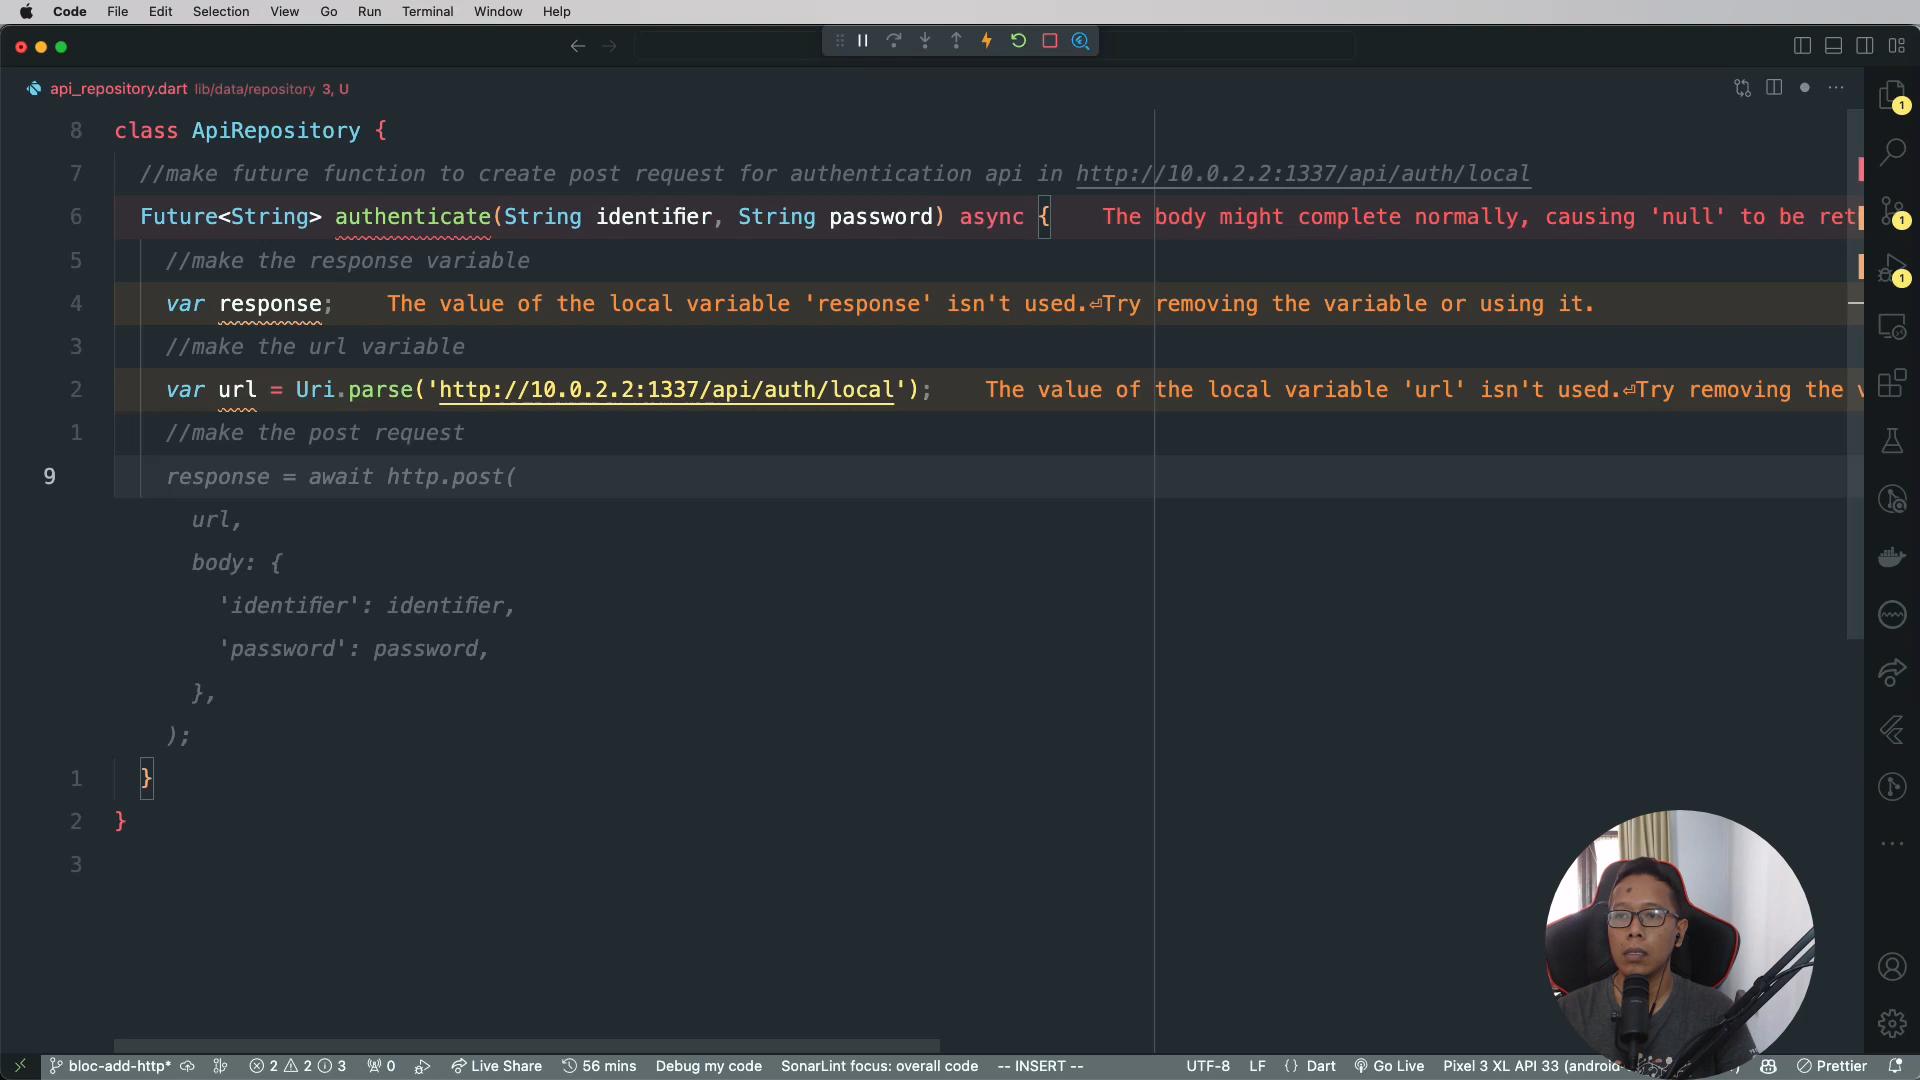 Code File Edit Selection View Go Run Terminal Window Help
api_repository.dart lib/data/repository 3, U
8 class ApiRepository {
7 //make future function to create post request for authentication api in http://10.0.2.2:1337/api/auth/local
6 Future<String> authenticate(String identifier, String password) async { The body might complete normally, causing 'null' to be ret
5 //make the response variable
4 var response; The value of the local variable 'response' isn't used.⏎Try removing the variable or using it.
3 //make the url variable
2 var url = Uri.parse('http://10.0.2.2:1337/api/auth/local'); The value of the local variable 'url' isn't used.⏎Try removing the v
1 //make the post request
9 response = await http.post(
url,
body: {
'identifier': identifier,
'password': password,
},
);
1 }
2 }
3
1
1
1
bloc-add-http* 2 2 3 0 Live Share 56 mins Debug my code SonarLint focus: overall code -- INSERT -- UTF-8 LF {} Dart Go Live Pixel 3 XL API 33 (android Prettier